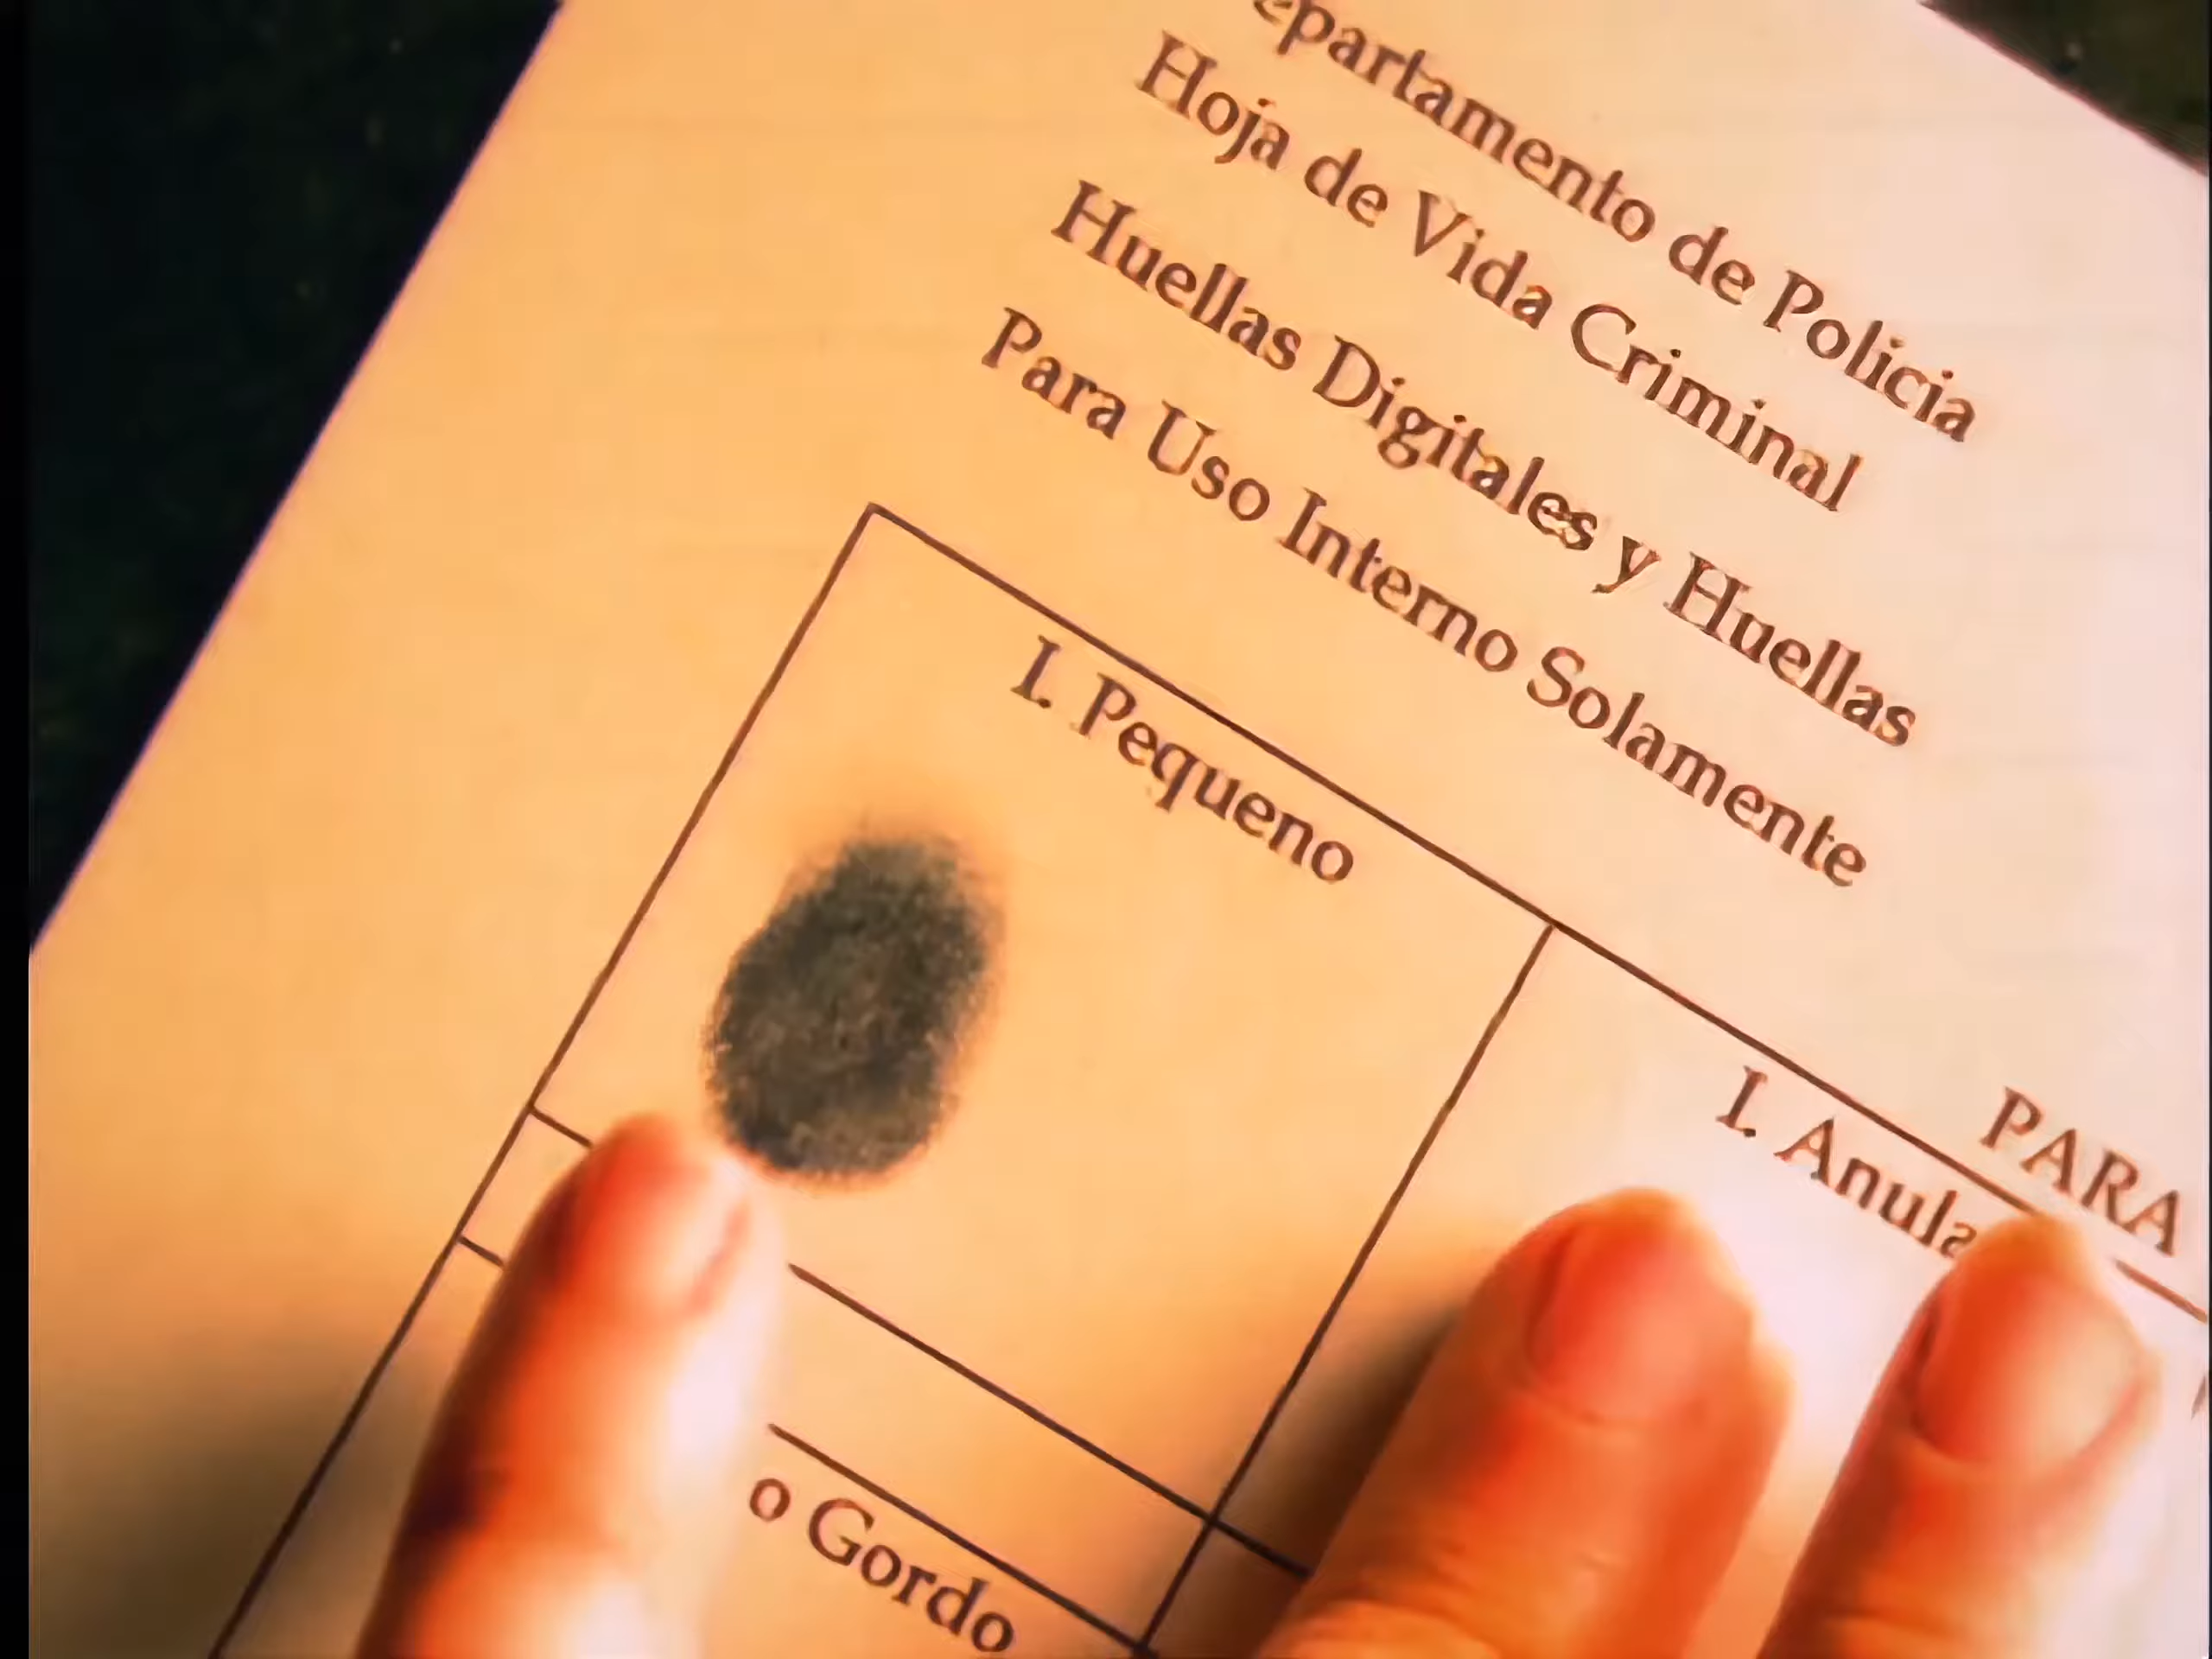 epartamento de Policia
Hoja de Vida Criminal
Huellas Digitales y Huellas
Para Uso Interno Solamente
PARA
I. Pequeno
I. Anula
o Gordo